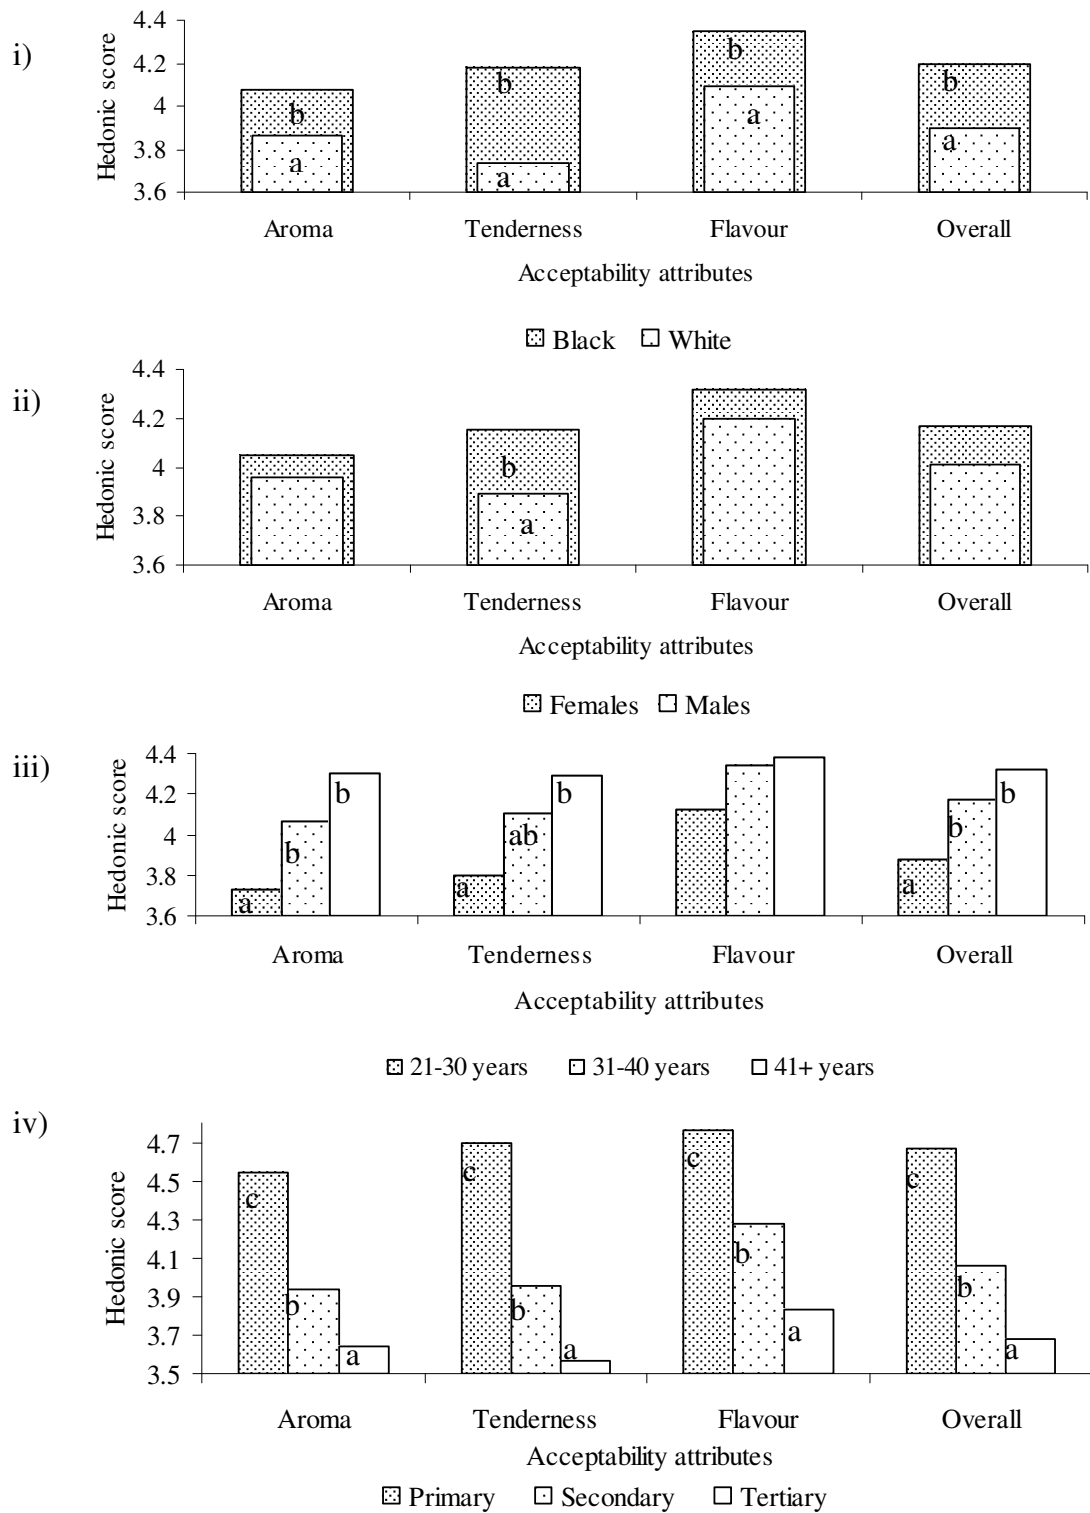 i)
Hedonic score
4.4
4.2
4
3.8
3.6
b
a
b
a
b
a
b
a
Aroma Tenderness Flavour Overall
Acceptability attributes
Black White
ii)
Hedonic score
4.4
4.2
4
3.8
3.6
b
a
Aroma Tenderness Flavour Overall
Acceptability attributes
Females Males
iii)
Hedonic score
4.4
4.2
4
3.8
3.6
a
b
b
a
ab
b
a
b
b
Aroma Tenderness Flavour Overall
Acceptability attributes
21-30 years 31-40 years 41+ years
iv)
Hedonic score
4.7
4.5
4.3
4.1
3.9
3.7
3.5
c
b
a
c
b
a
c
b
a
c
b
a
Aroma Tenderness Flavour Overall
Acceptability attributes
Primary Secondary Tertiary